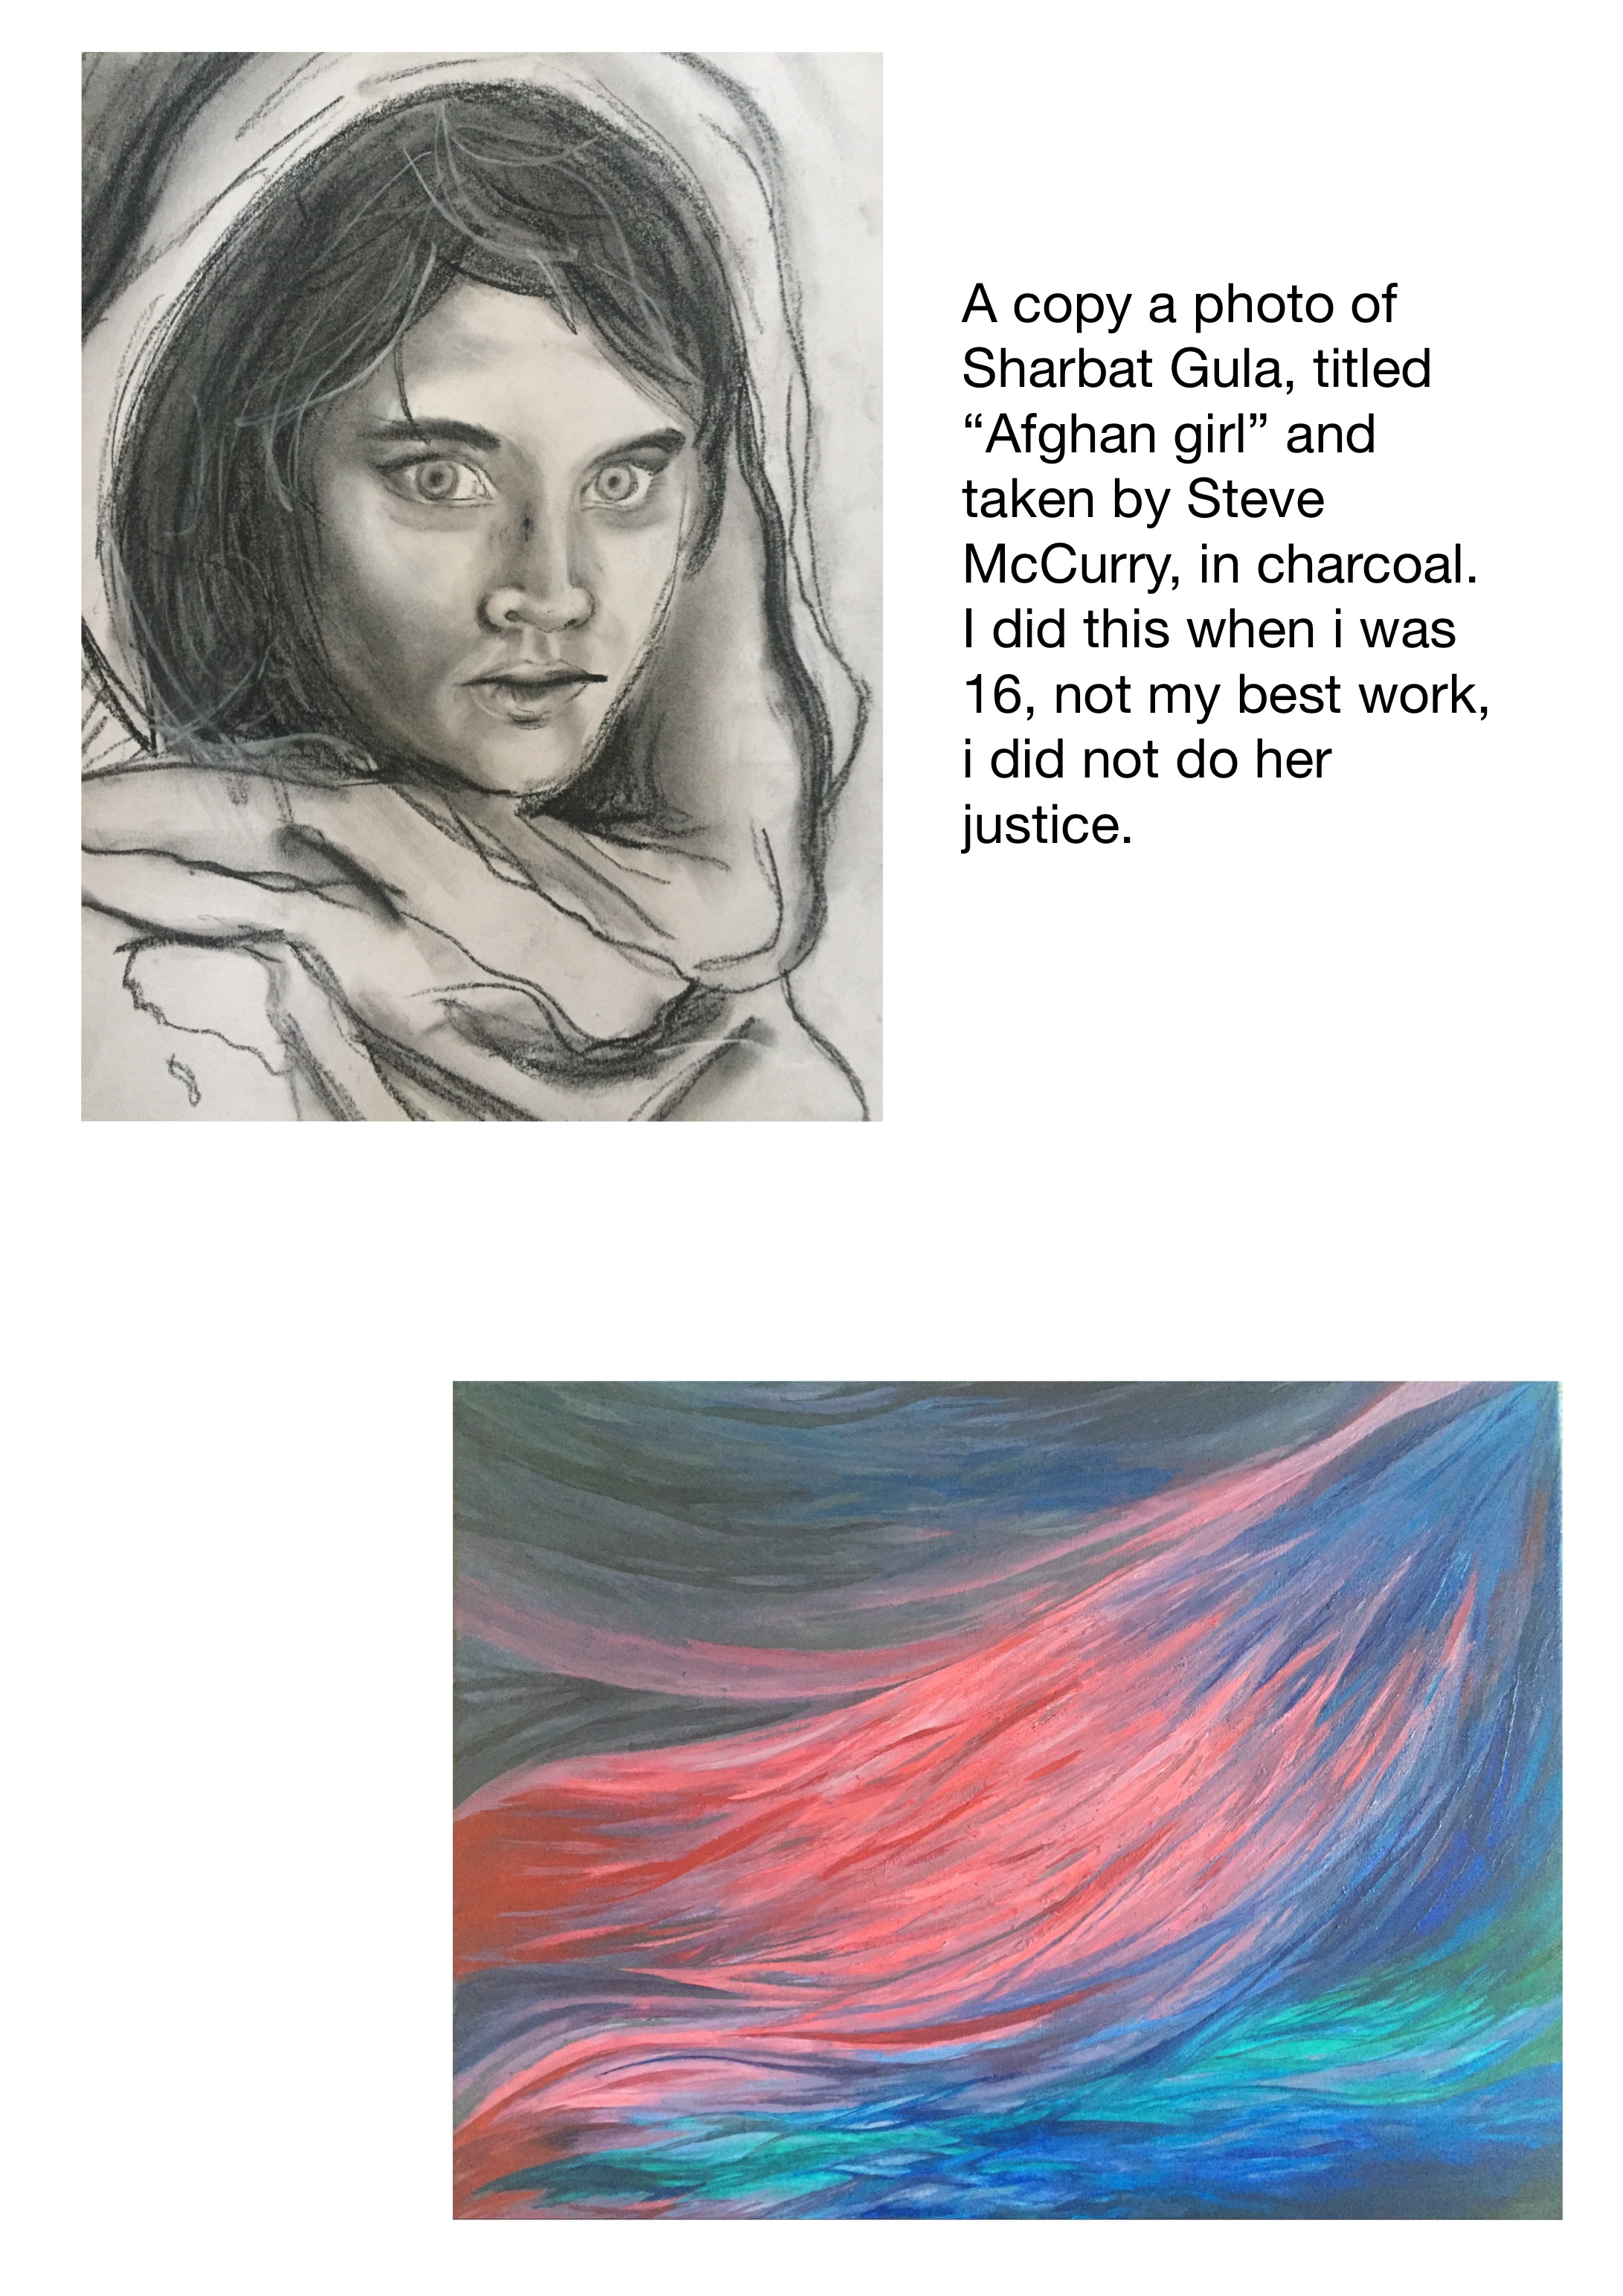 A copy a photo of
Sharbat Gula, titled
“Afghan girl” and
taken by Steve
McCurry, in charcoal.
I did this when i was
16, not my best work,
i did not do her
justice.